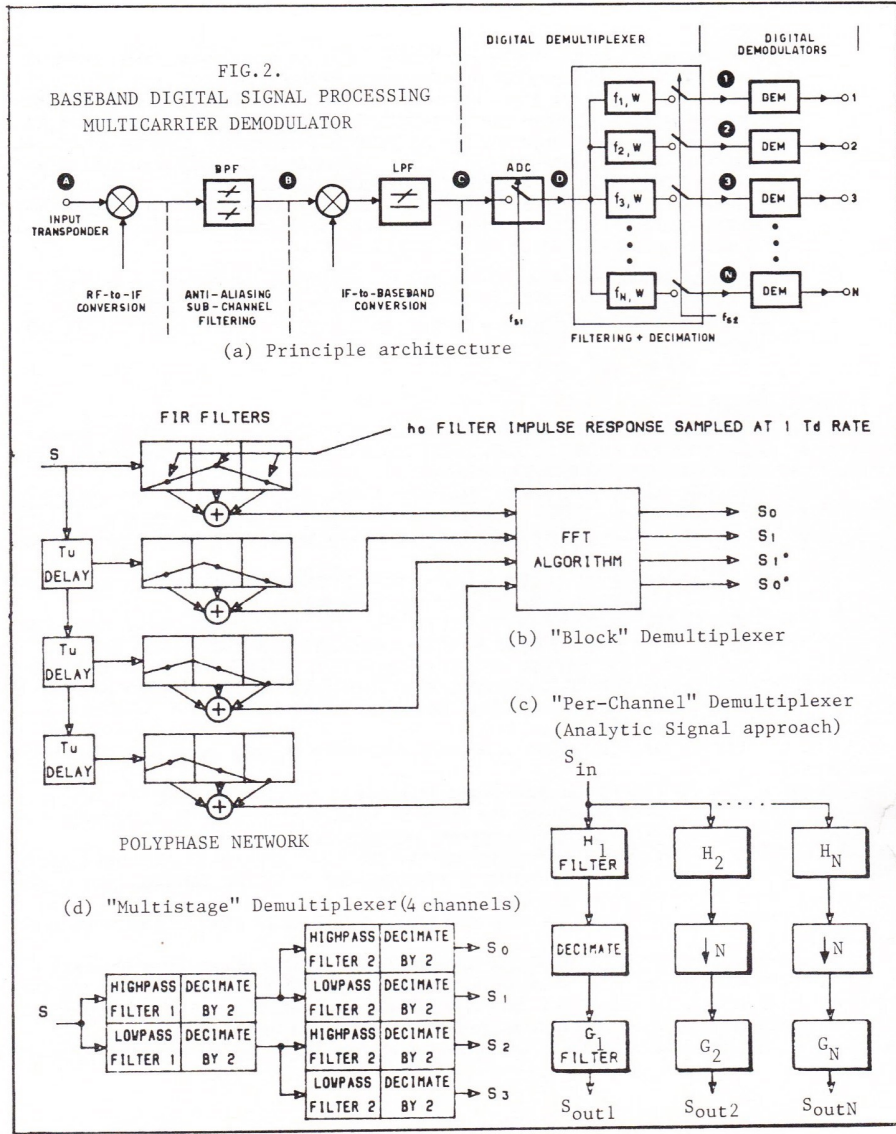 FIG.2.
BASEBAND DIGITAL SIGNAL PROCESSING
MULTICARRIER DEMODULATOR
DIGITAL DEMULTIPLEXER
DIGITAL
DEMODULATORS
A
INPUT
TRANSPONDER
BPF
B
LPF
C
ADC
D
f1, W
f2, W
f3, W
fN, W
1
2
3
N
DEM
DEM
DEM
DEM
1
2
3
N
RF-to-IF
CONVERSION
ANTI-ALIASING
SUB-CHANNEL
FILTERING
IF-to-BASEBAND
CONVERSION
fs1
fs2
FILTERING + DECIMATION
(a) Principle architecture
FIR FILTERS
ho FILTER IMPULSE RESPONSE SAMPLED AT 1 Td RATE
S
+
Tu
DELAY
+
Tu
DELAY
+
Tu
DELAY
+
FFT
ALGORITHM
S0
S1
S1*
S0*
(b) "Block" Demultiplexer
POLYPHASE NETWORK
(c) "Per-Channel" Demultiplexer
(Analytic Signal approach)
Sin
H1
FILTER
H2
HN
DECIMATE
↓N
↓N
G1
FILTER
G2
GN
Sout1
Sout2
SoutN
(d) "Multistage" Demultiplexer(4 channels)
S
HIGHPASS
FILTER 1
DECIMATE
BY 2
LOWPASS
FILTER 1
DECIMATE
BY 2
HIGHPASS
FILTER 2
DECIMATE
BY 2
S0
LOWPASS
FILTER 2
DECIMATE
BY 2
S1
HIGHPASS
FILTER 2
DECIMATE
BY 2
S2
LOWPASS
FILTER 2
DECIMATE
BY 2
S3